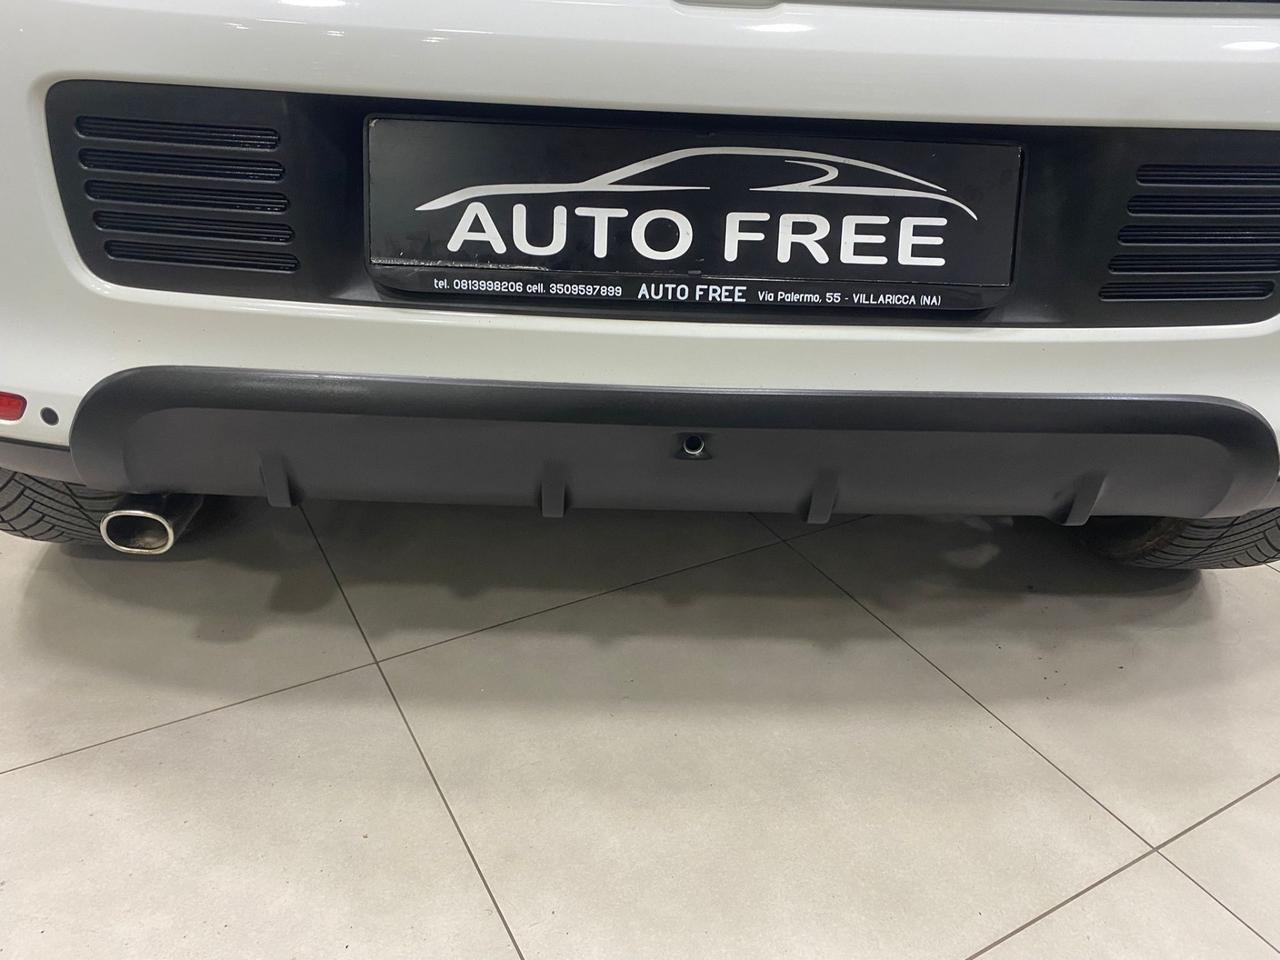 AUTO FREE
tel. 0813998206 cell. 3509597899 AUTO FREE Via Palermo, 55 - VILLARICCA (NA)